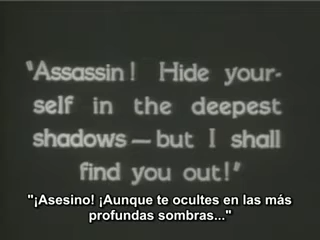 "Assassin! Hide your-
self in the deepest
shadows—but I shall
find you out!"
"¡Asesino! ¡Aunque te ocultes en las más
profundas sombras..."